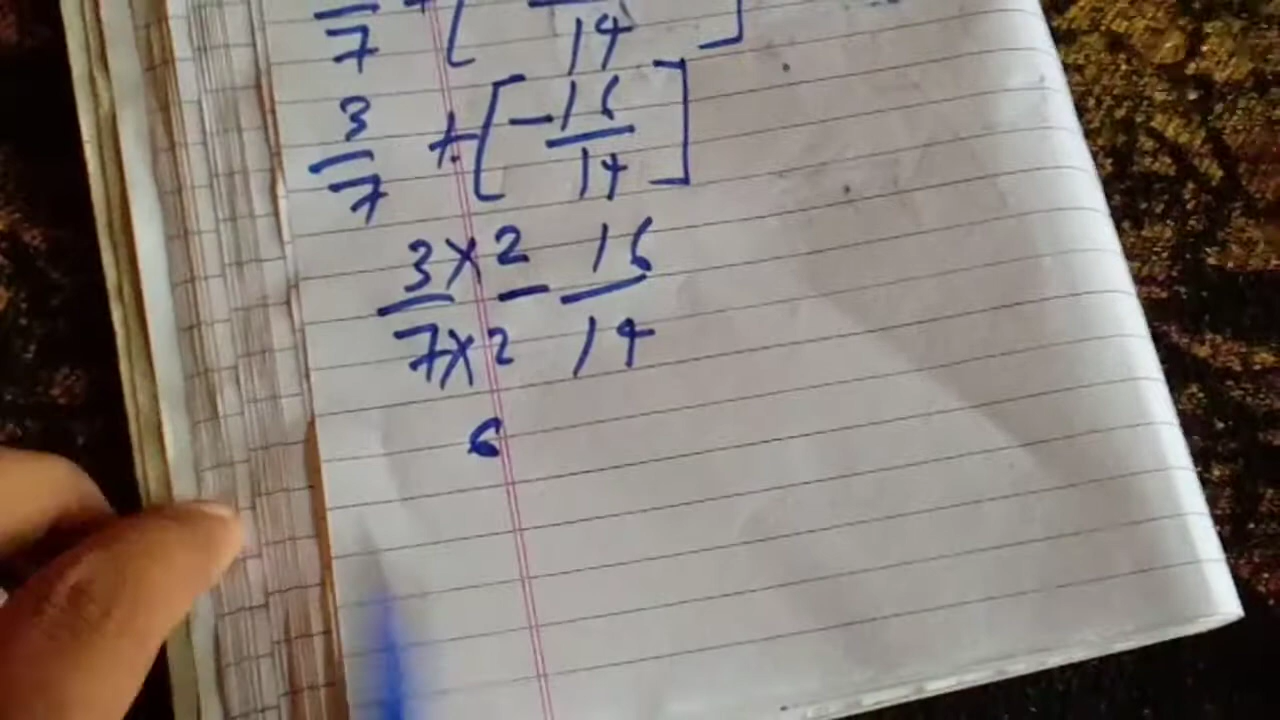 7 + [ 14 ]
3/7 + [-16/14]
3×2/7×2 - 16/14
6